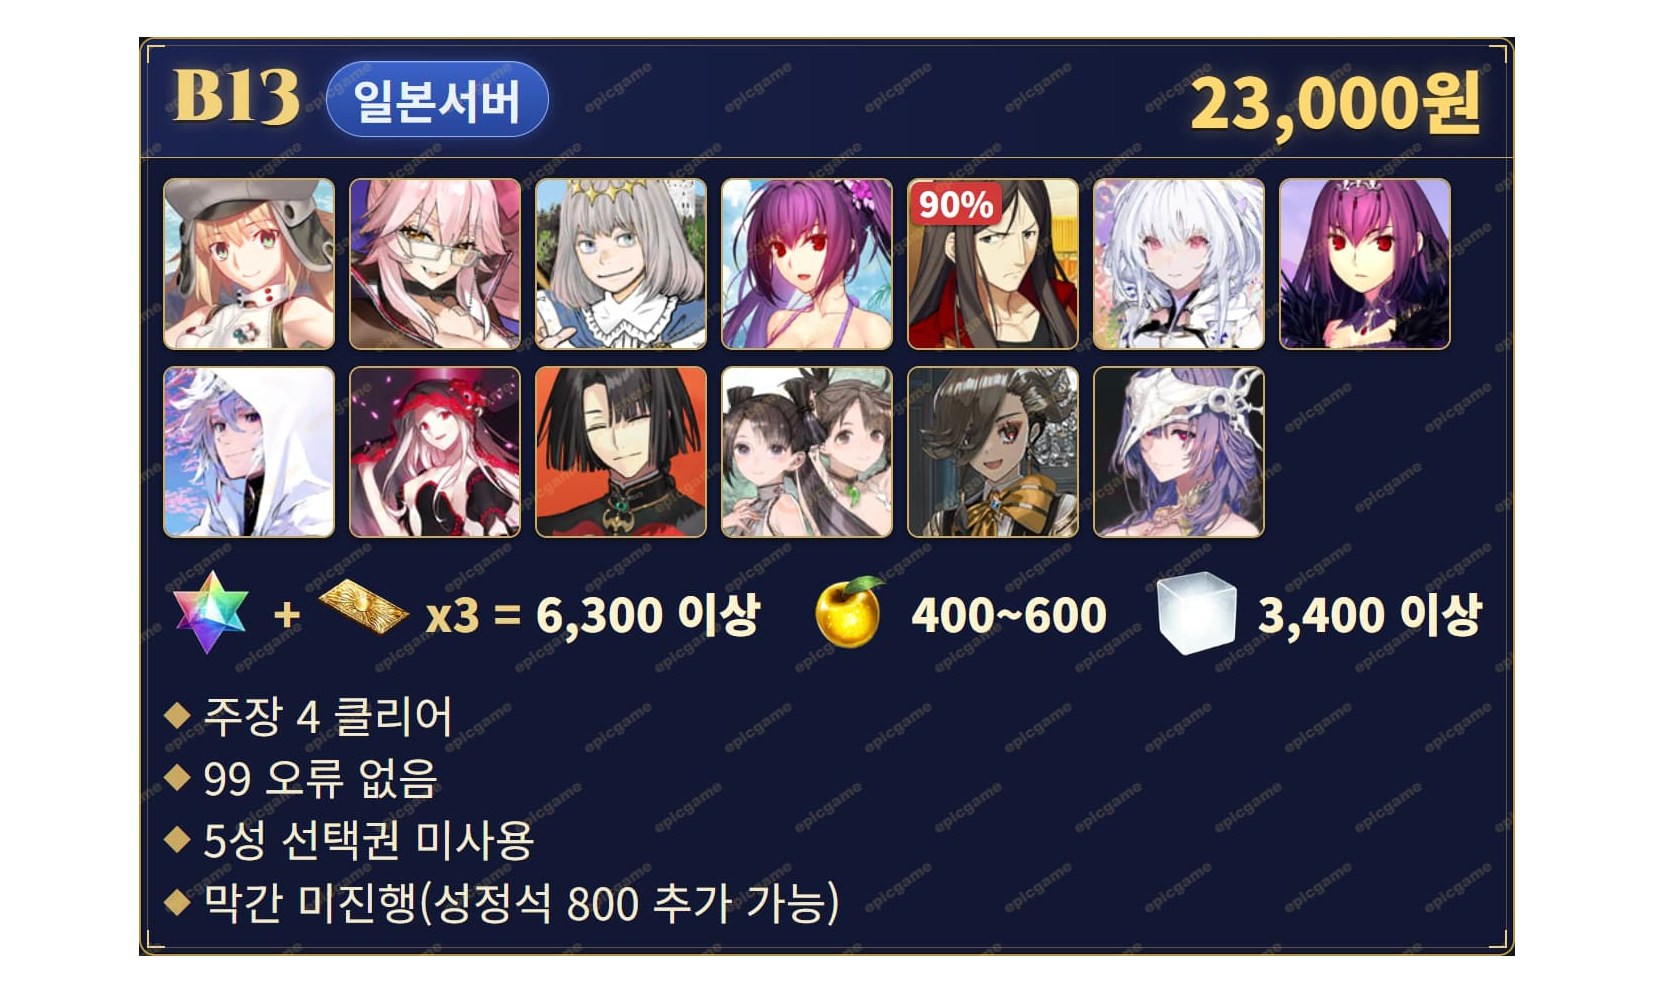 B13 일본서버 23,000원
90%
+ x3 = 6,300 이상 400~600 3,400 이상
주장 4 클리어
99 오류 없음
5성 선택권 미사용
막간 미진행(성정석 800 추가 가능)
epicgame